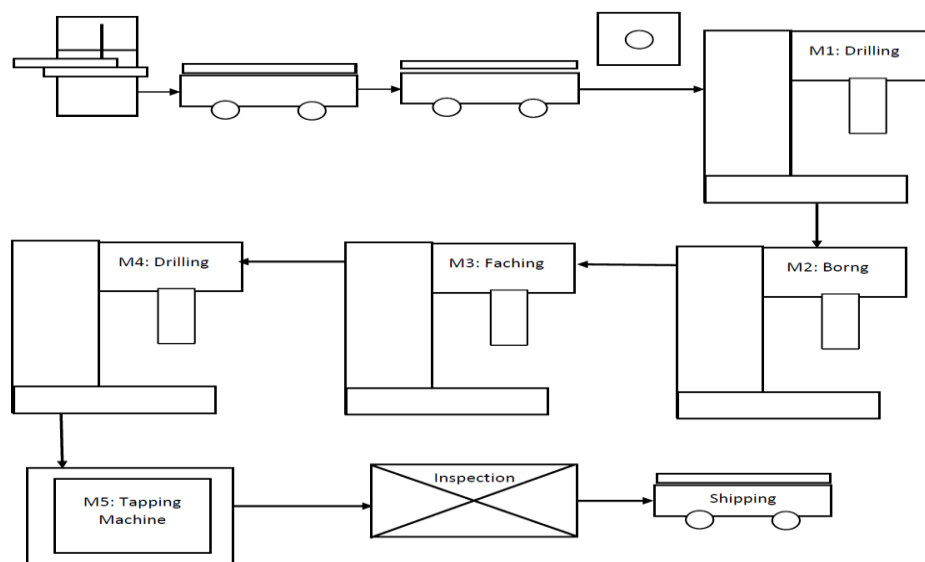 M1: Drilling
M4: Drilling
M3: Faching
M2: Borng
M5: Tapping
Machine
Inspection
Shipping